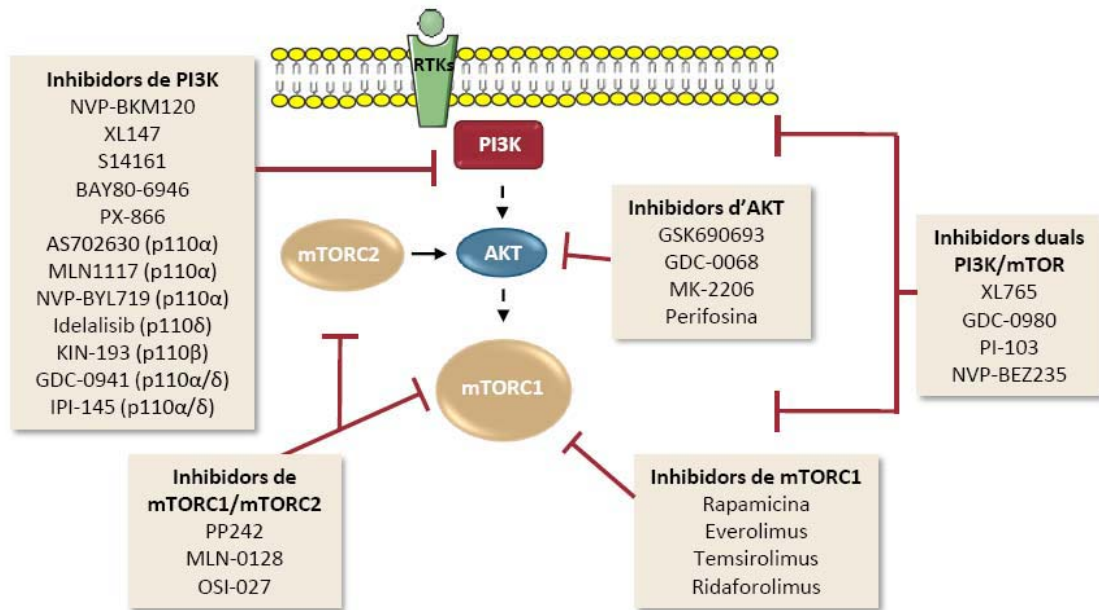 RTKs
Inhibidors de PI3K
NVP-BKM120
XL147
S14161
BAY80-6946
PX-866
AS702630 (p110α)
MLN1117 (p110α)
NVP-BYL719 (p110α)
Idelalisib (p110δ)
KIN-193 (p110β)
GDC-0941 (p110α/δ)
IPI-145 (p110α/δ)
PI3K
mTORC2
AKT
mTORC1
Inhibidors d’AKT
GSK690693
GDC-0068
MK-2206
Perifosina
Inhibidors duals
PI3K/mTOR
XL765
GDC-0980
PI-103
NVP-BEZ235
Inhibidors de
mTORC1/mTORC2
PP242
MLN-0128
OSI-027
Inhibidors de mTORC1
Rapamicina
Everolimus
Temsirolimus
Ridaforolimus